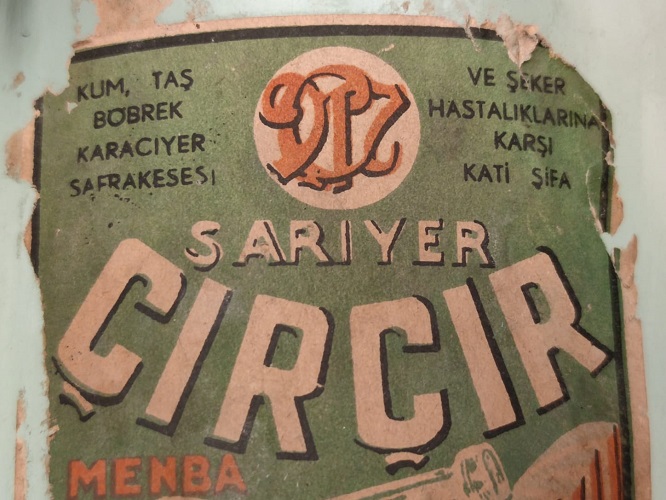 KUM, TAŞ
BÖBREK
KARACIYER
SAFRAKESESI
VE ŞEKER
HASTALIKLARINA
KARŞI
KATİ ŞİFA
SARIYER
ÇIRÇIR
MENBA